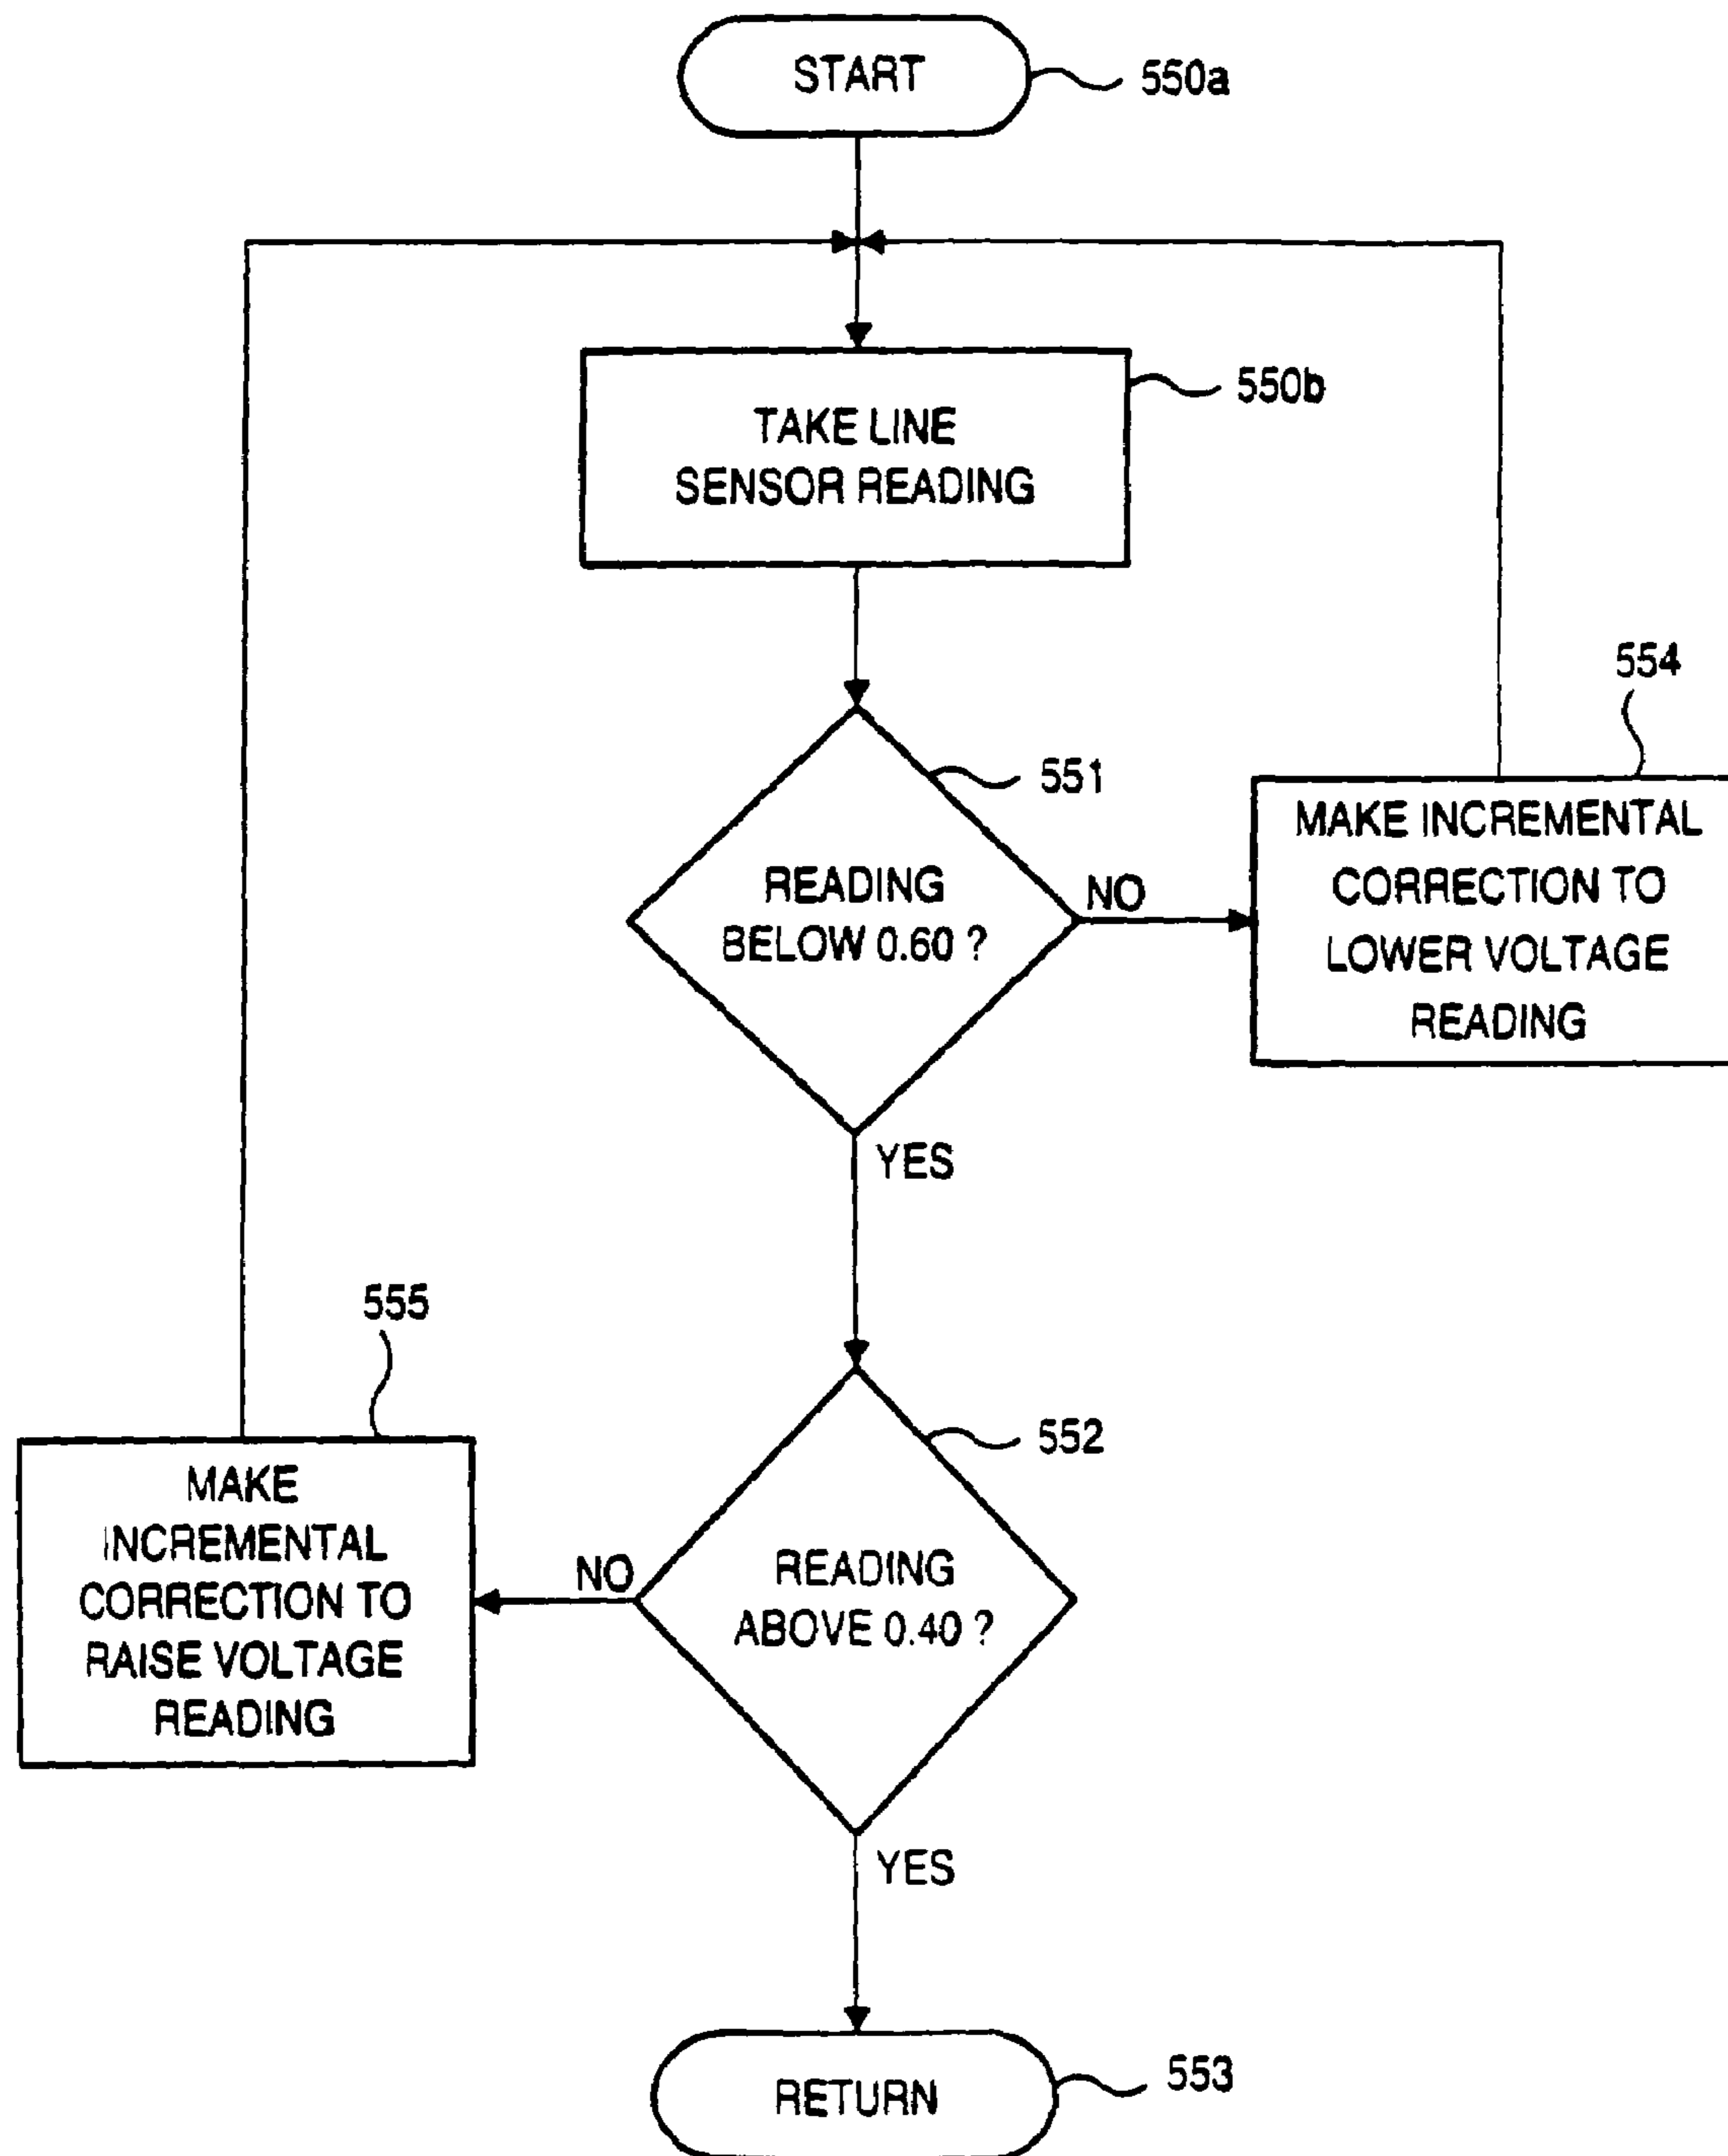 START
550a
550b
TAKE LINE
SENSOR READING
554
551
MAKE INCREMENTAL
CORRECTION TO
LOWER VOLTAGE
READING
READING
BELOW 0.60 ?
NO
YES
555
552
MAKE
INCREMENTAL
CORRECTION TO
RAISE VOLTAGE
READING
NO
READING
ABOVE 0.40 ?
YES
553
RETURN